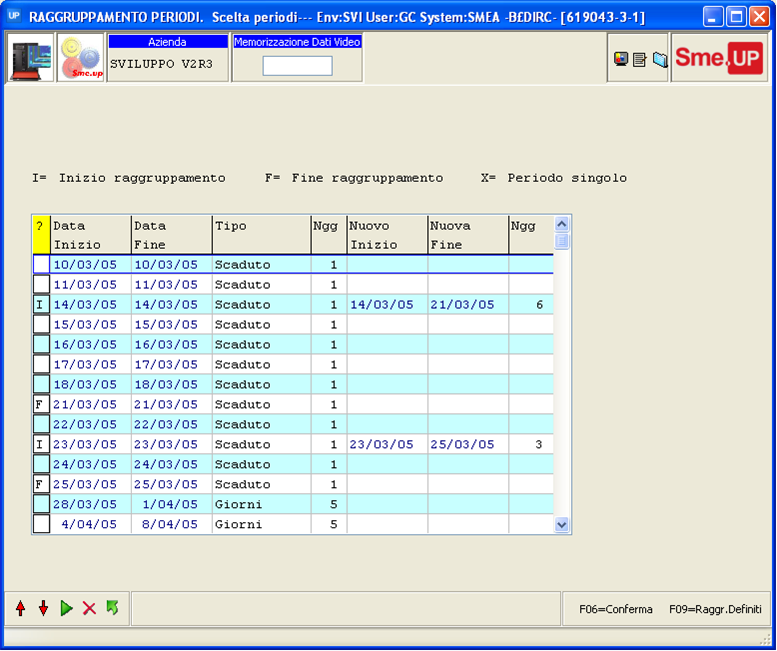 UP RAGGRUPPAMENTO PERIODI. Scelta periodi--- Env:SVI User:GC System:SMEA -B£DIRC- [619043-3-1]
Sme.up
Azienda
SVILUPPO V2R3
Memorizzazione Dati Video
Sme.UP
I= Inizio raggruppamento F= Fine raggruppamento X= Periodo singolo
? Data Data Tipo Ngg Nuovo Nuova Ngg
Inizio Fine Inizio Fine
10/03/05 10/03/05 Scaduto 1
11/03/05 11/03/05 Scaduto 1
I 14/03/05 14/03/05 Scaduto 1 14/03/05 21/03/05 6
15/03/05 15/03/05 Scaduto 1
16/03/05 16/03/05 Scaduto 1
17/03/05 17/03/05 Scaduto 1
18/03/05 18/03/05 Scaduto 1
F 21/03/05 21/03/05 Scaduto 1
22/03/05 22/03/05 Scaduto 1
I 23/03/05 23/03/05 Scaduto 1 23/03/05 25/03/05 3
24/03/05 24/03/05 Scaduto 1
F 25/03/05 25/03/05 Scaduto 1
28/03/05 1/04/05 Giorni 5
4/04/05 8/04/05 Giorni 5
F06=Conferma F09=Raggr.Definiti